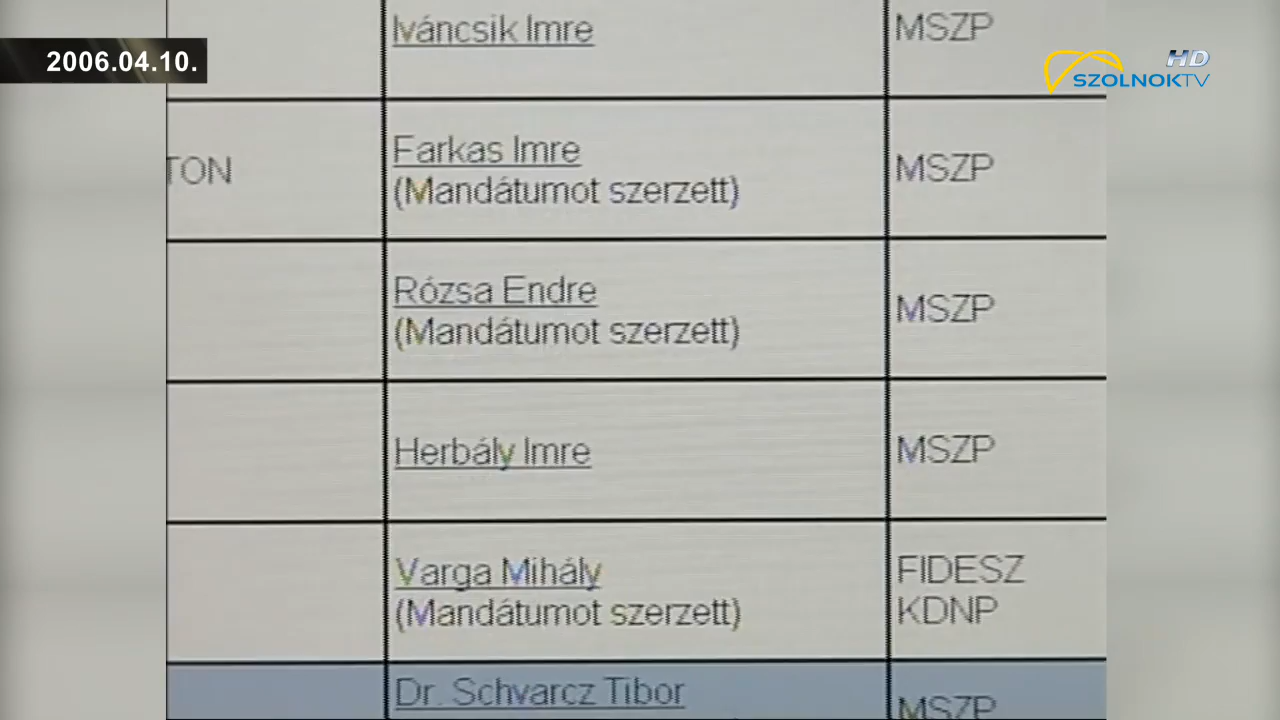 2006.04.10.
HD
SZOLNOKTV
Iváncsik Imre
MSZP
TON
Farkas Imre
(Mandátumot szerzett)
MSZP
Rózsa Endre
(Mandátumot szerzett)
MSZP
Herbály Imre
MSZP
Varga Mihály
(Mandátumot szerzett)
FIDESZ
KDNP
Dr. Schvarcz Tibor
MSZP